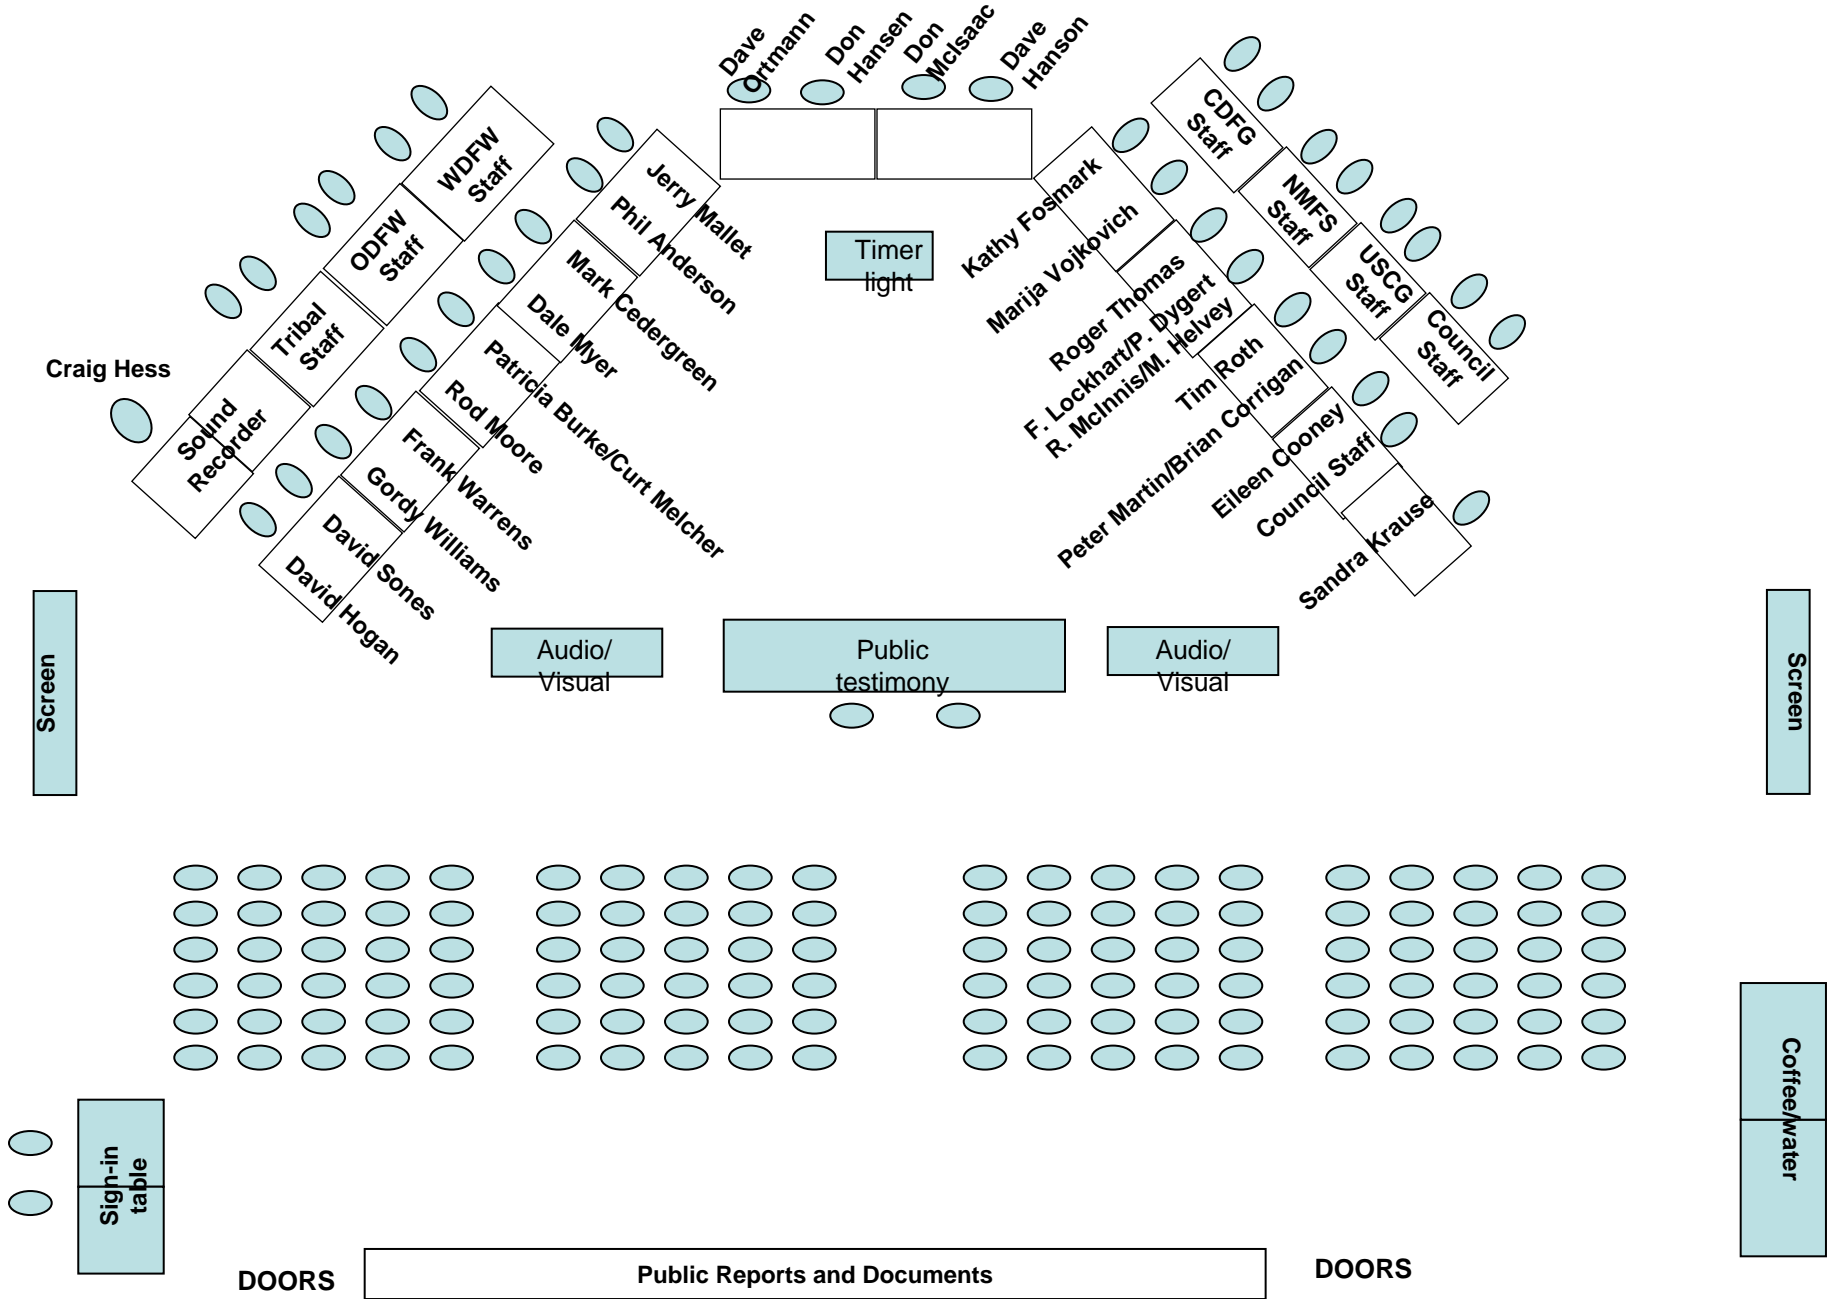 Dave
Ortmann
Don
Hansen
Don
McIsaac
Dave
Hanson
WDFW
Staff
ODFW
Staff
Tribal
Staff
Craig Hess
Sound
Recorder
Jerry Mallet
Phil Anderson
Mark Cedergreen
Dale Myer
Patricia Burke/Curt Melcher
Rod Moore
Frank Warrens
Gordy Williams
David Sones
David Hogan
Timer
light
Kathy Fosmark
Marija Vojkovich
Roger Thomas
F. Lockhart/P. Dygert
R. McInnis/M. Helvey
Tim Roth
Peter Martin/Brian Corrigan
Eileen Cooney
Council Staff
Sandra Krause
CDFG
Staff
NMFS
Staff
USCG
Staff
Council
Staff
Screen
Audio/
Visual
Public
testimony
Audio/
Visual
Screen
Sign-in
table
Coffee/water
DOORS
Public Reports and Documents
DOORS